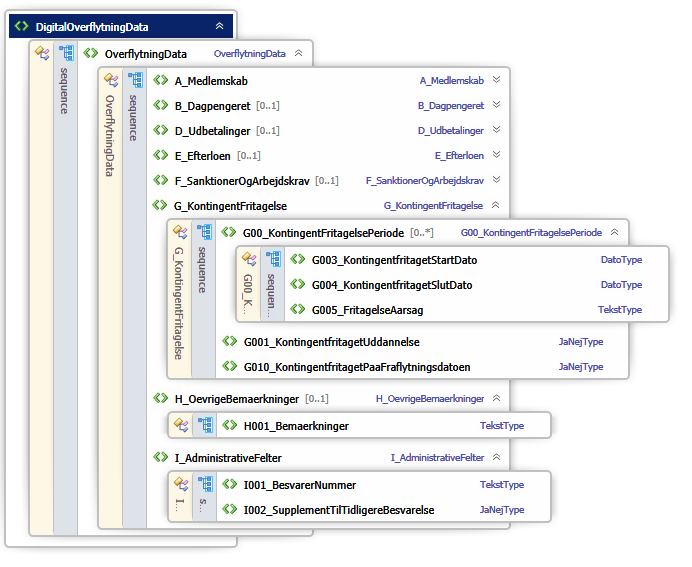 DigitalOverflytningData
OverflytningData OverflytningData
sequence
A_Medlemskab A_Medlemskab
OverflytningData
sequence
B_Dagpengeret [0..1] B_Dagpengeret
D_Udbetalinger [0..1] D_Udbetalinger
E_Efterloen [0..1] E_Efterloen
F_SanktionerOgArbejdskrav [0..1] F_SanktionerOgArbejdskrav
G_KontingentFritagelse G_KontingentFritagelse
G00_KontingentFritagelsePeriode [0..*] G00_KontingentFritagelsePeriode
G_KontingentFritagelse
sequence
G003_KontingentfritagetStartDato DatoType
G00_K...
sequen...
G004_KontingentfritagetSlutDato DatoType
G005_FritagelseAarsag TekstType
G001_KontingentfritagetUddannelse JaNejType
G010_KontingentfritagetPaaFraflytningsdatoen JaNejType
H_OevrigeBemaerkninger [0..1] H_OevrigeBemaerkninger
H001_Bemaerkninger TekstType
I_AdministrativeFelter I_AdministrativeFelter
I001_BesvarerNummer TekstType
I...
s...
I002_SupplementTilTidligereBesvarelse JaNejType